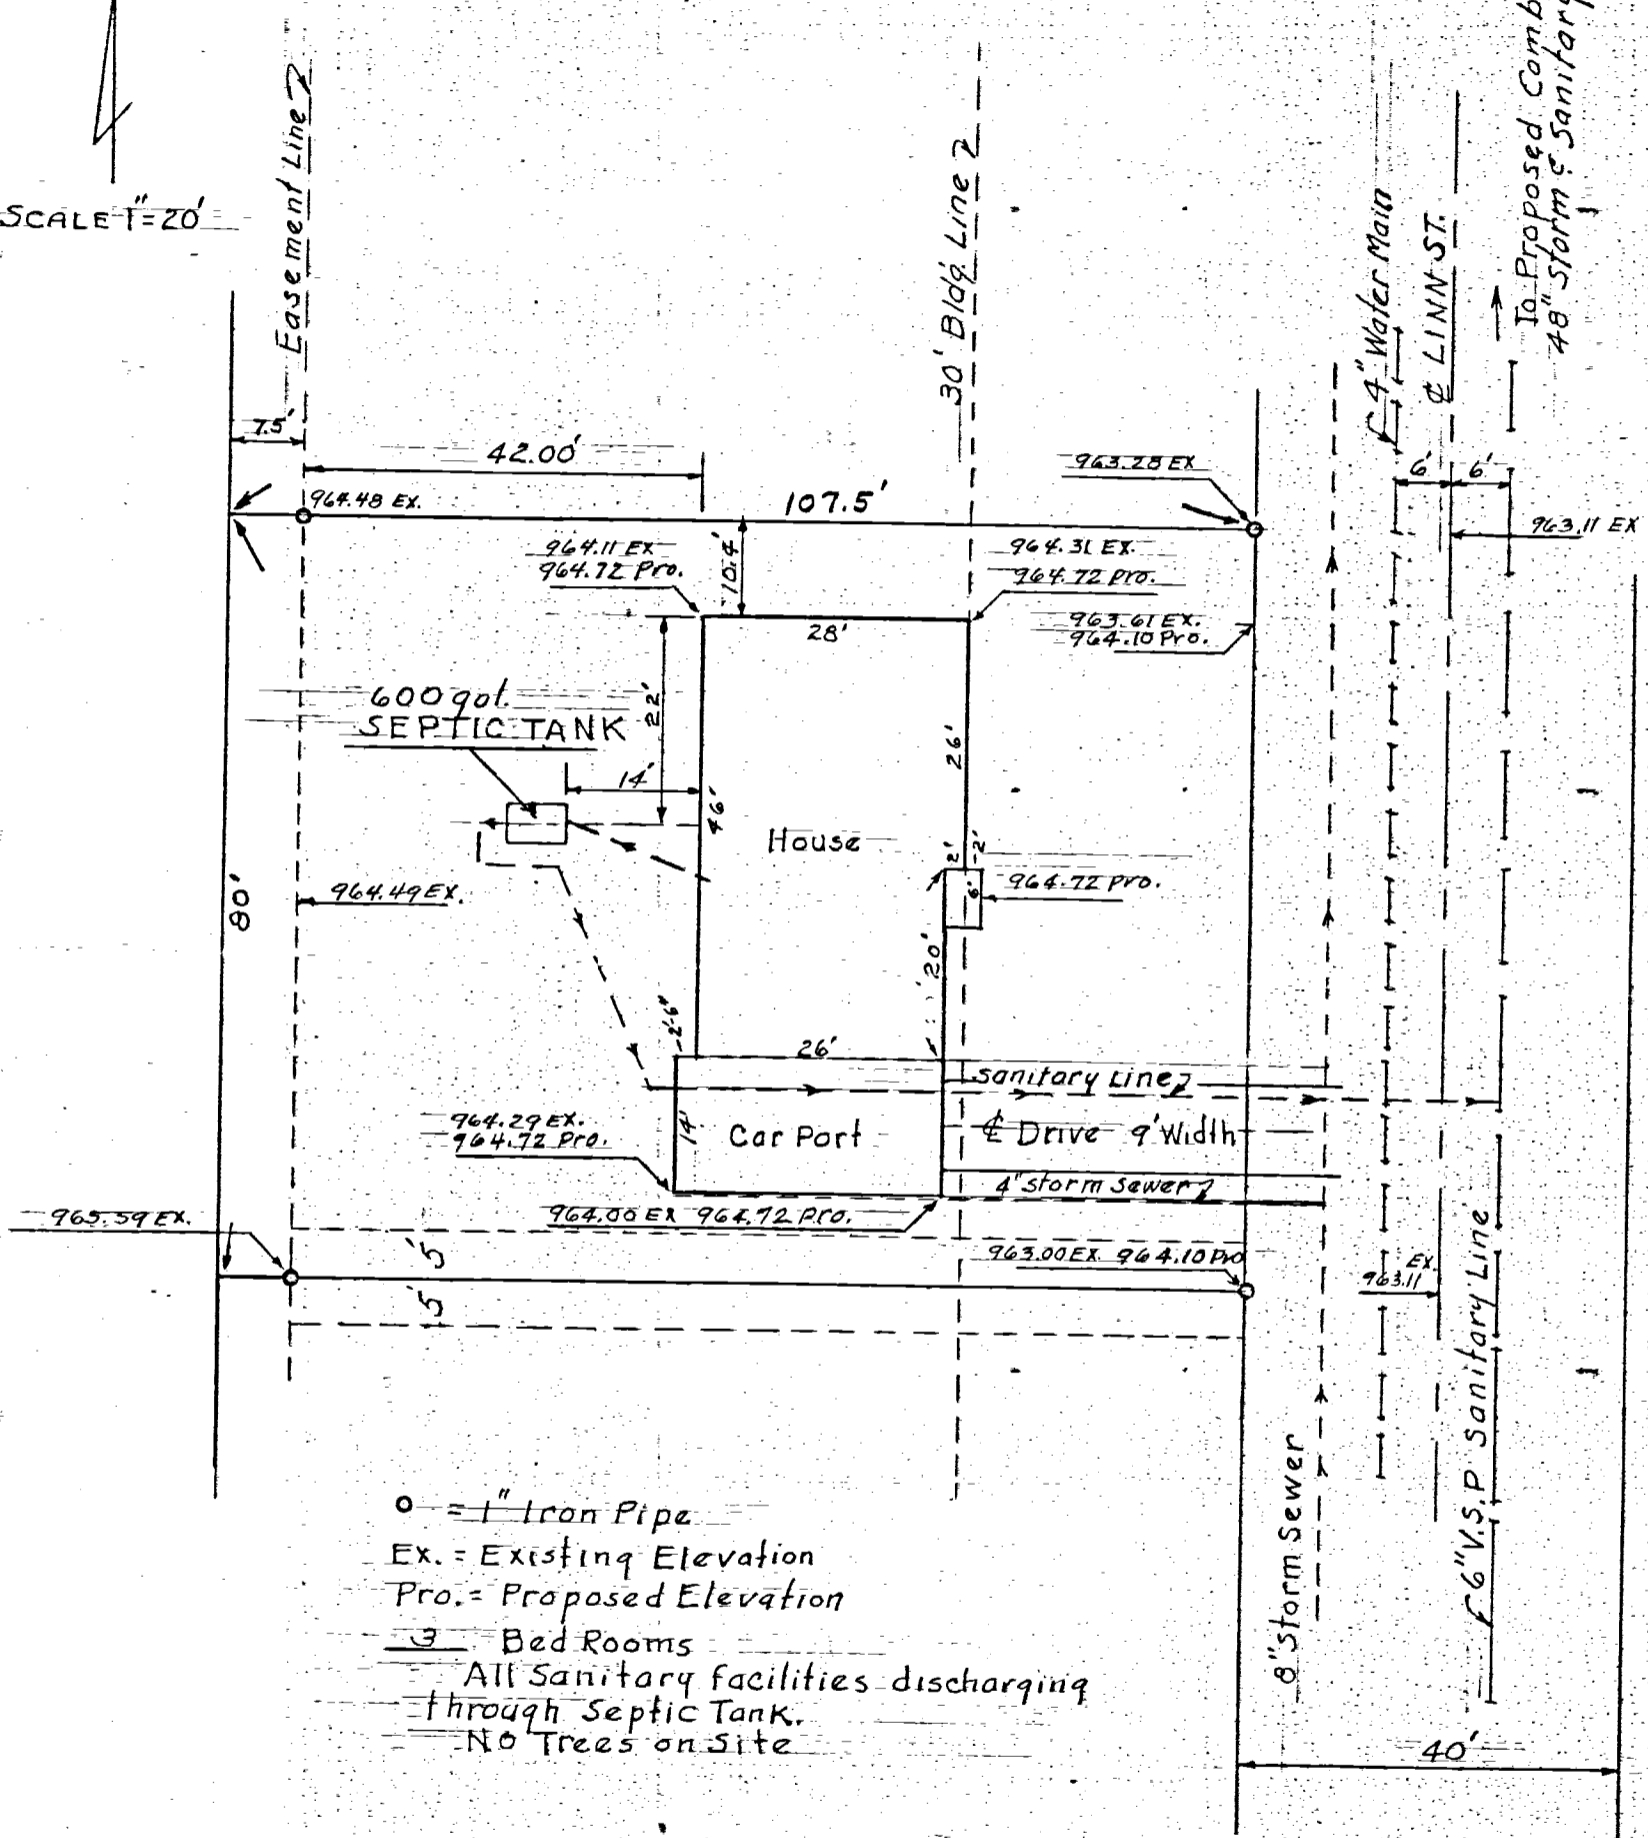 To Proposed Comb
48" Storm & Sanitary
SCALE 1"=20'
Easement Line
30' Bldg. Line
4" Water Main
℄ LINN ST.
7.5'
42.00'
107.5'
963.28 EX
6'
6'
964.48 EX.
963.11 EX
964.11 EX
964.72 Pro.
10.4'
964.31 EX.
964.72 Pro.
28'
963.61 EX.
964.10 Pro.
600 gal.
SEPTIC TANK
22'
26'
14'
46'
House
2'
2'
6'
964.72 Pro.
80'
964.49 EX.
20'
2'-6"
26'
Sanitary Line
964.29 EX.
964.72 Pro.
14'
Car Port
℄ Drive 9' Width
4" Storm Sewer
965.59 EX.
964.00 EX 964.72 Pro.
5'
963.00 EX. 964.10 Pro
EX.
963.11
5'
6" V.S.P Sanitary Line
8" Storm Sewer
o = 1" Iron Pipe
Ex. = Existing Elevation
Pro. = Proposed Elevation
3 Bed Rooms
All Sanitary facilities discharging
through Septic Tank.
No Trees on Site
40'